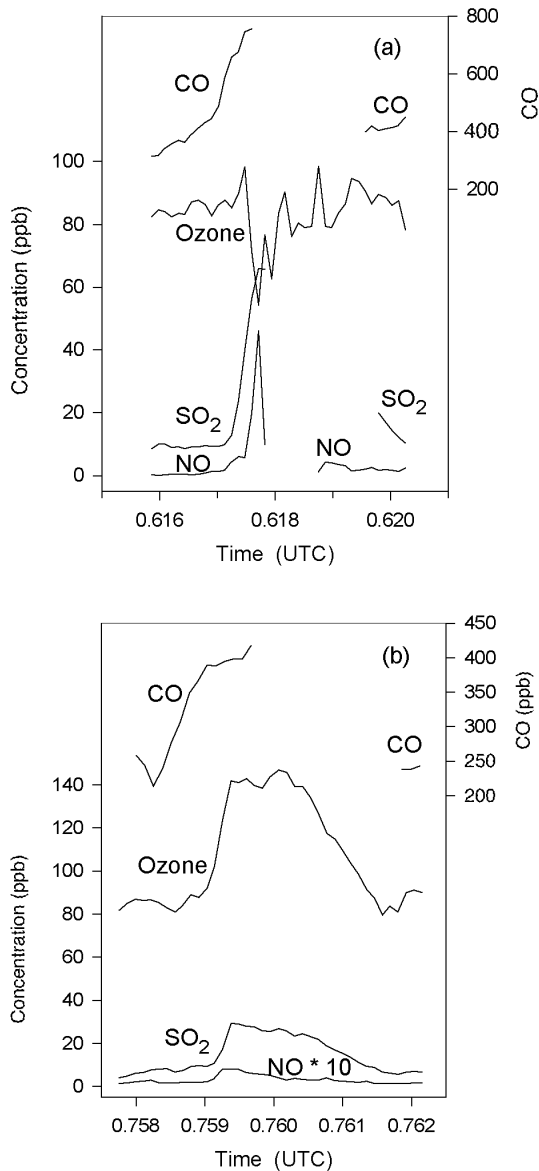 800
(a)
CO
600
CO
CO
400
100
200
80
Ozone
Concentration (ppb)
60
40
20
SO2
SO2
NO
NO
0
0.616
0.618
0.620
Time (UTC)
450
(b)
400
CO
350
CO (ppb)
300
CO
250
140
200
120
Ozone
100
Concentration (ppb)
80
60
40
SO2
20
NO * 10
0
0.758
0.759
0.760
0.761
0.762
Time (UTC)